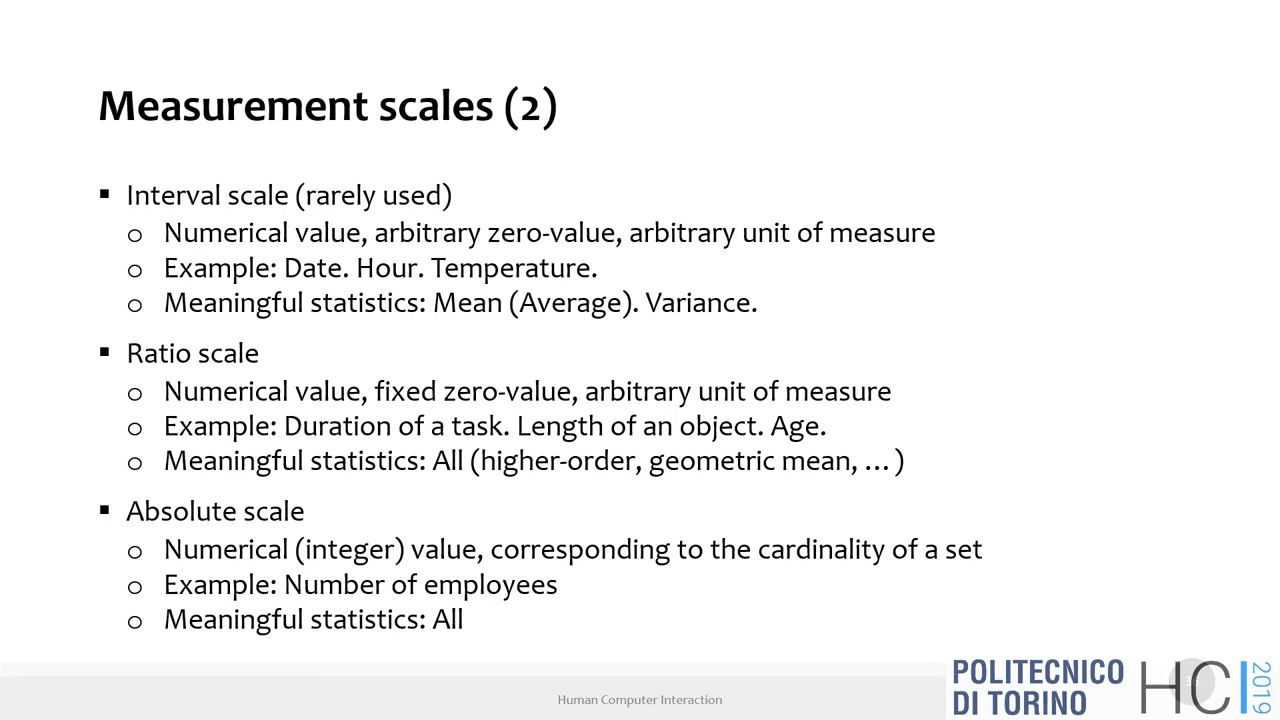 Measurement scales (2)
▪ Interval scale (rarely used)
o Numerical value, arbitrary zero-value, arbitrary unit of measure
o Example: Date. Hour. Temperature.
o Meaningful statistics: Mean (Average). Variance.
▪ Ratio scale
o Numerical value, fixed zero-value, arbitrary unit of measure
o Example: Duration of a task. Length of an object. Age.
o Meaningful statistics: All (higher-order, geometric mean, … )
▪ Absolute scale
o Numerical (integer) value, corresponding to the cardinality of a set
o Example: Number of employees
o Meaningful statistics: All
Human Computer Interaction
POLITECNICO
DI TORINO
HCI
2019